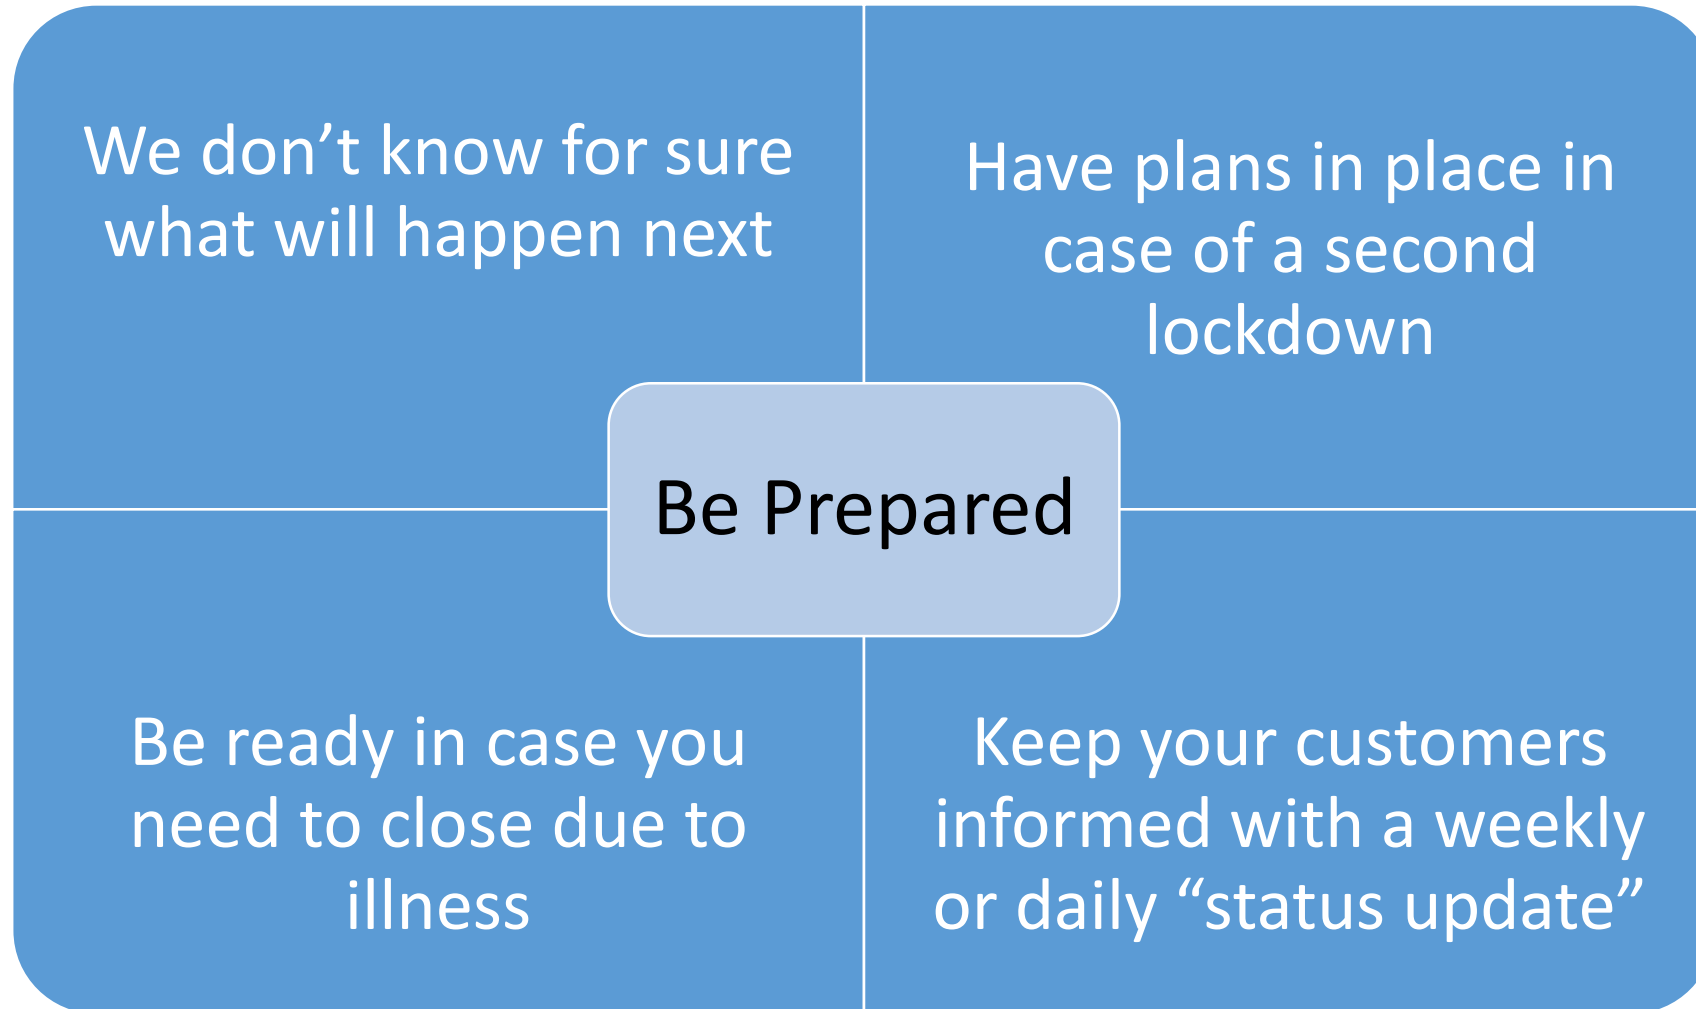 We don’t know for sure
what will happen next
Have plans in place in
case of a second
lockdown
Be Prepared
Be ready in case you
need to close due to
illness
Keep your customers
informed with a weekly
or daily “status update”